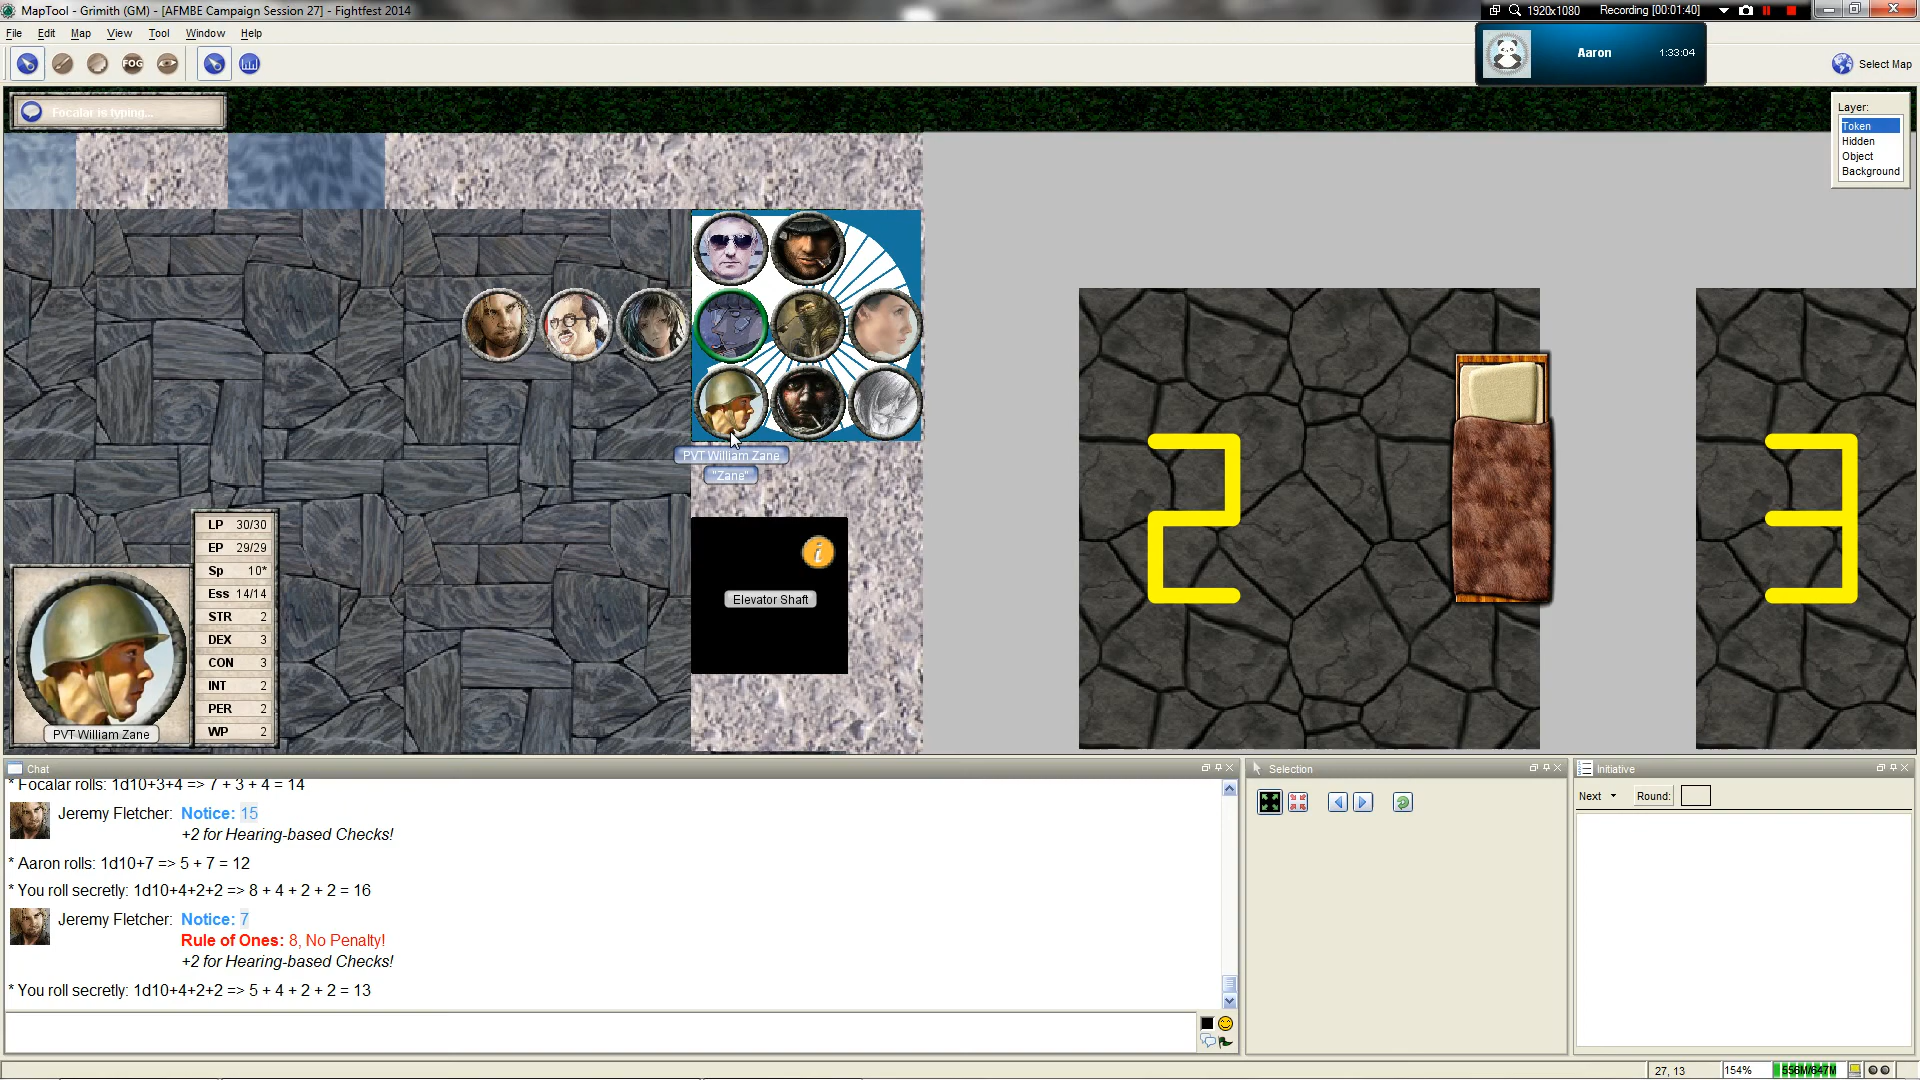 MapTool - Grimith (GM) - [AFMBE Campaign Session 27] - Fightfest 2014
1920x1080 Recording [00:01:40]
File Edit Map View Tool Window Help
Aaron 1:33:04
FOG
Select Map
Focalar is typing...
Layer:
Token
Hidden
Object
Background
PVT William Zane
"Zane"
2
3
i
Elevator Shaft
LP 30/30
EP 29/29
Sp 10*
Ess 14/14
STR 2
DEX 3
CON 3
INT 2
PER 2
WP 2
PVT William Zane
Chat
* Focalar rolls: 1d10+3+4 => 7 + 3 + 4 = 14
Jeremy Fletcher: Notice: 15
+2 for Hearing-based Checks!
* Aaron rolls: 1d10+7 => 5 + 7 = 12
* You roll secretly: 1d10+4+2+2 => 8 + 4 + 2 + 2 = 16
Jeremy Fletcher: Notice: 7
Rule of Ones: 8, No Penalty!
+2 for Hearing-based Checks!
* You roll secretly: 1d10+4+2+2 => 5 + 4 + 2 + 2 = 13
Selection
Initiative
Next Round:
27, 13 154% 556M/647M